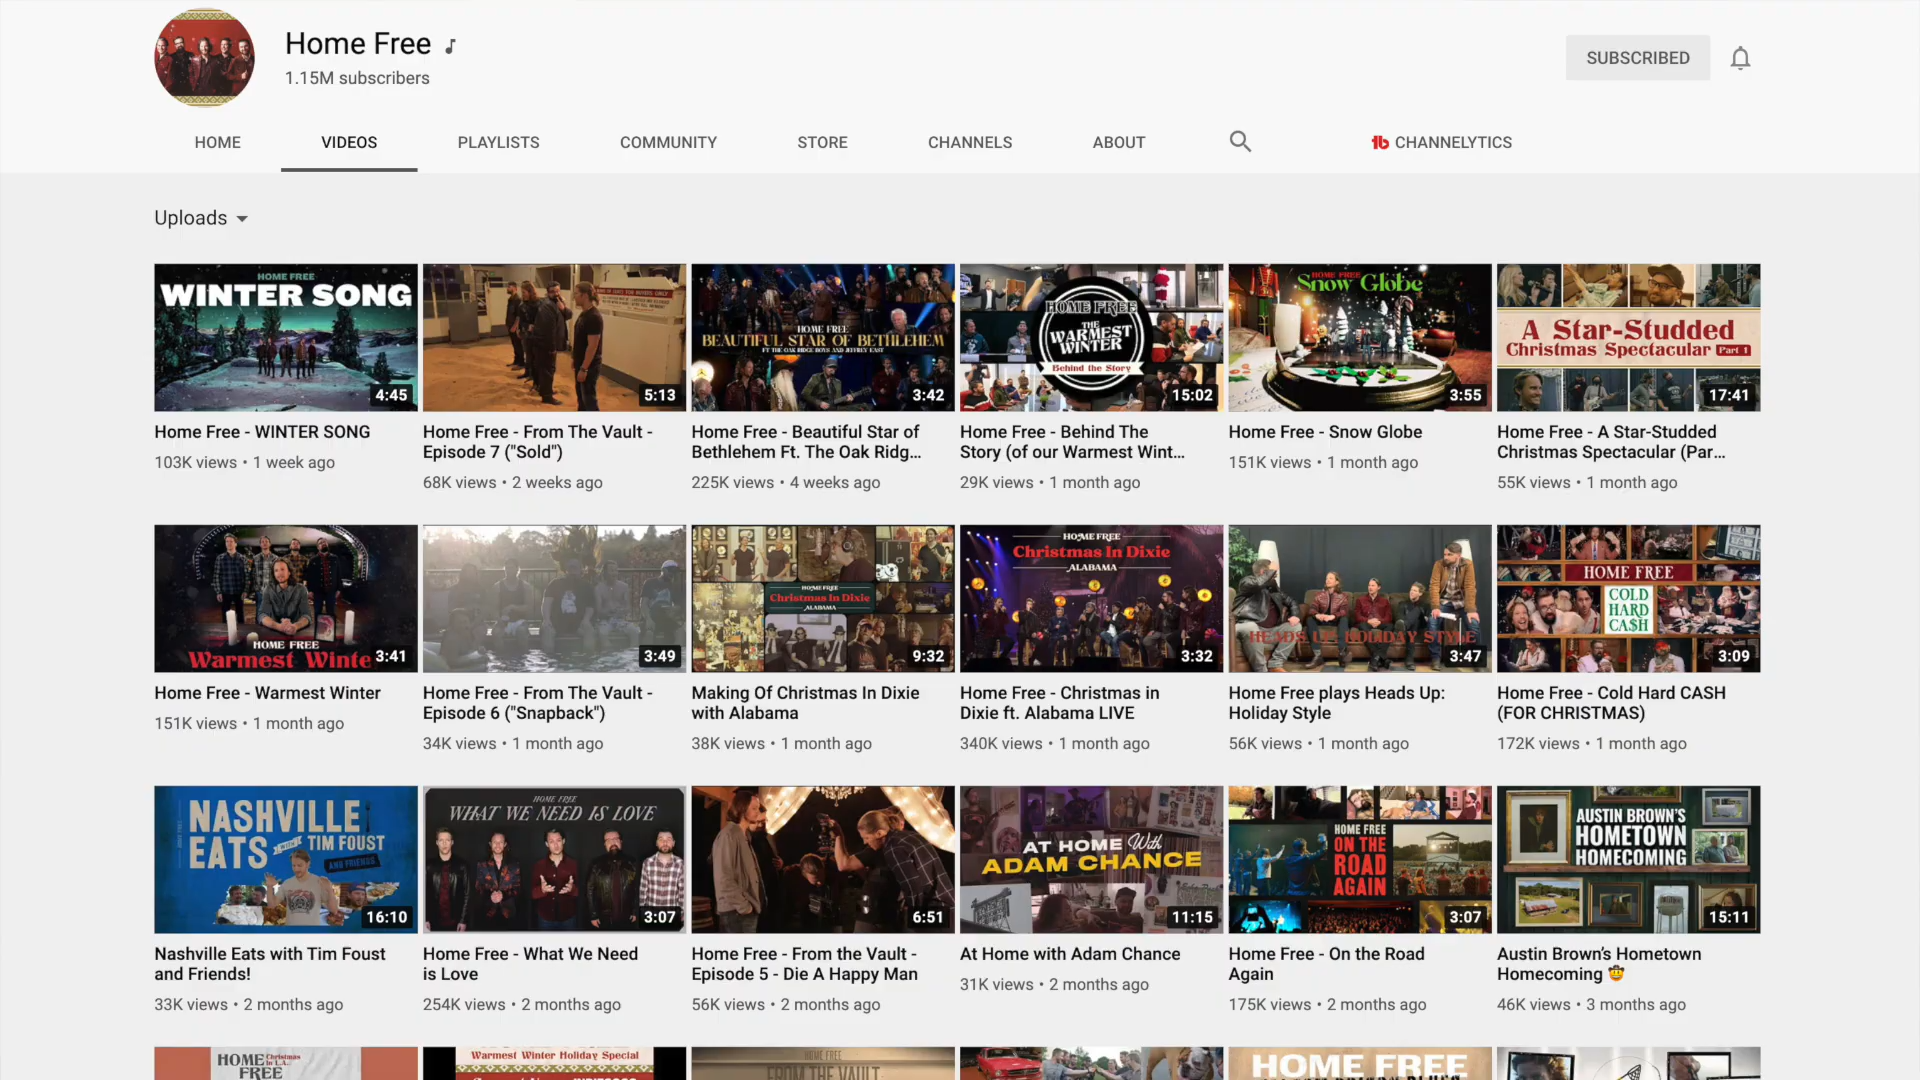 Home Free
1.15M subscribers
SUBSCRIBED
HOME
VIDEOS
PLAYLISTS
COMMUNITY
STORE
CHANNELS
ABOUT
CHANNELYTICS
Uploads
HOME FREE
WINTER SONG
4:45
5:13
HOME FREE
BEAUTIFUL STAR OF BETHLEHEM
FT THE OAK RIDGE BOYS AND JEFFREY EAST
3:42
HOME FREE
THE
WARMEST
WINTER
Behind the Story
15:02
HOME FREE
Snow Globe
3:55
A Star-Studded
Christmas Spectacular Part 1
17:41
Home Free - WINTER SONG
103K views • 1 week ago
Home Free - From The Vault -
Episode 7 ("Sold")
68K views • 2 weeks ago
Home Free - Beautiful Star of
Bethlehem Ft. The Oak Ridg...
225K views • 4 weeks ago
Home Free - Behind The
Story (of our Warmest Wint...
29K views • 1 month ago
Home Free - Snow Globe
151K views • 1 month ago
Home Free - A Star-Studded
Christmas Spectacular (Par...
55K views • 1 month ago
HOME FREE
Warmest Winte
3:41
3:49
HOME FREE
Christmas In Dixie
ALABAMA
9:32
HOME FREE
Christmas In Dixie
ALABAMA
3:32
HEADS UP! HOLIDAY STYLE
3:47
HOME FREE
COLD
HARD
CA$H
3:09
Home Free - Warmest Winter
151K views • 1 month ago
Home Free - From The Vault -
Episode 6 ("Snapback")
34K views • 1 month ago
Making Of Christmas In Dixie
with Alabama
38K views • 1 month ago
Home Free - Christmas in
Dixie ft. Alabama LIVE
340K views • 1 month ago
Home Free plays Heads Up:
Holiday Style
56K views • 1 month ago
Home Free - Cold Hard CASH
(FOR CHRISTMAS)
172K views • 1 month ago
NASHVILLE
EATS WITH TIM FOUST
AND FRIENDS!
16:10
HOME FREE
WHAT WE NEED IS LOVE
3:07
6:51
AT HOME With
ADAM CHANCE
11:15
HOME FREE
ON THE
ROAD
AGAIN
3:07
AUSTIN BROWN'S
HOMETOWN
HOMECOMING
15:11
Nashville Eats with Tim Foust
and Friends!
33K views • 2 months ago
Home Free - What We Need
is Love
254K views • 2 months ago
Home Free - From the Vault -
Episode 5 - Die A Happy Man
56K views • 2 months ago
At Home with Adam Chance
31K views • 2 months ago
Home Free - On the Road
Again
175K views • 2 months ago
Austin Brown’s Hometown
Homecoming 🤠
46K views • 3 months ago
HOME Christmas
FREE In L.A.
Warmest Winter Holiday Special
HOME FREE
FROM THE VAULT
HOME FREE